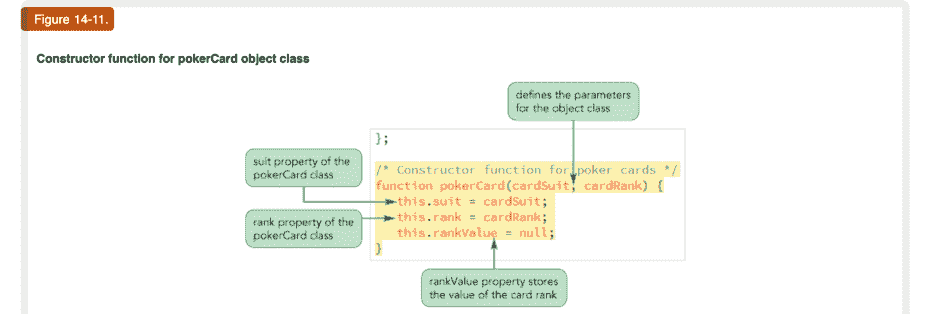 Figure 14-11.
Constructor function for pokerCard object class
defines the parameters
for the object class
};
suit property of the
pokerCard class
/* Constructor function for poker cards */
function pokerCard(cardSuit, cardRank) {
this.suit = cardSuit;
this.rank = cardRank;
this.rankValue = null;
}
rank property of the
pokerCard class
rankValue property stores
the value of the card rank